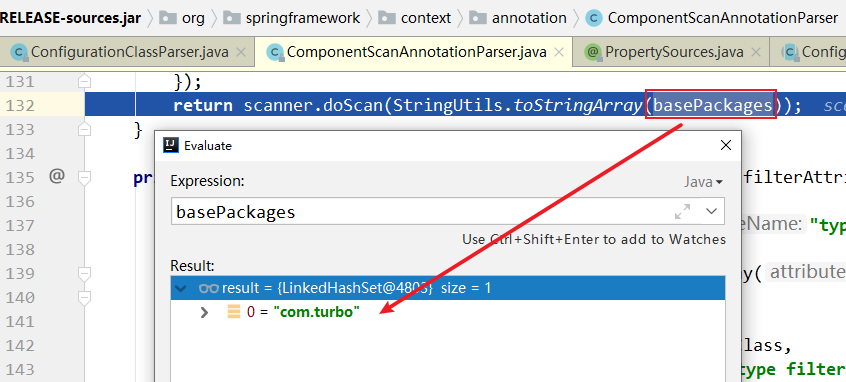 RELEASE-sources.jar org springframework context annotation ComponentScanAnnotationParser
ConfigurationClassParser.java ComponentScanAnnotationParser.java PropertySources.java Config
131 });
132 return scanner.doScan(StringUtils.toStringArray(basePackages)); sc
133 }
134 Evaluate
135 @ pr filterAttri
136 Expression: Java
137 basePackages eName: "typ
138 Use Ctrl+Shift+Enter to add to Watches
139 Result: ay( attribute
140 result = {LinkedHashSet@4805} size = 1
141 0 = "com.turbo"
142 lass,
143 type filter